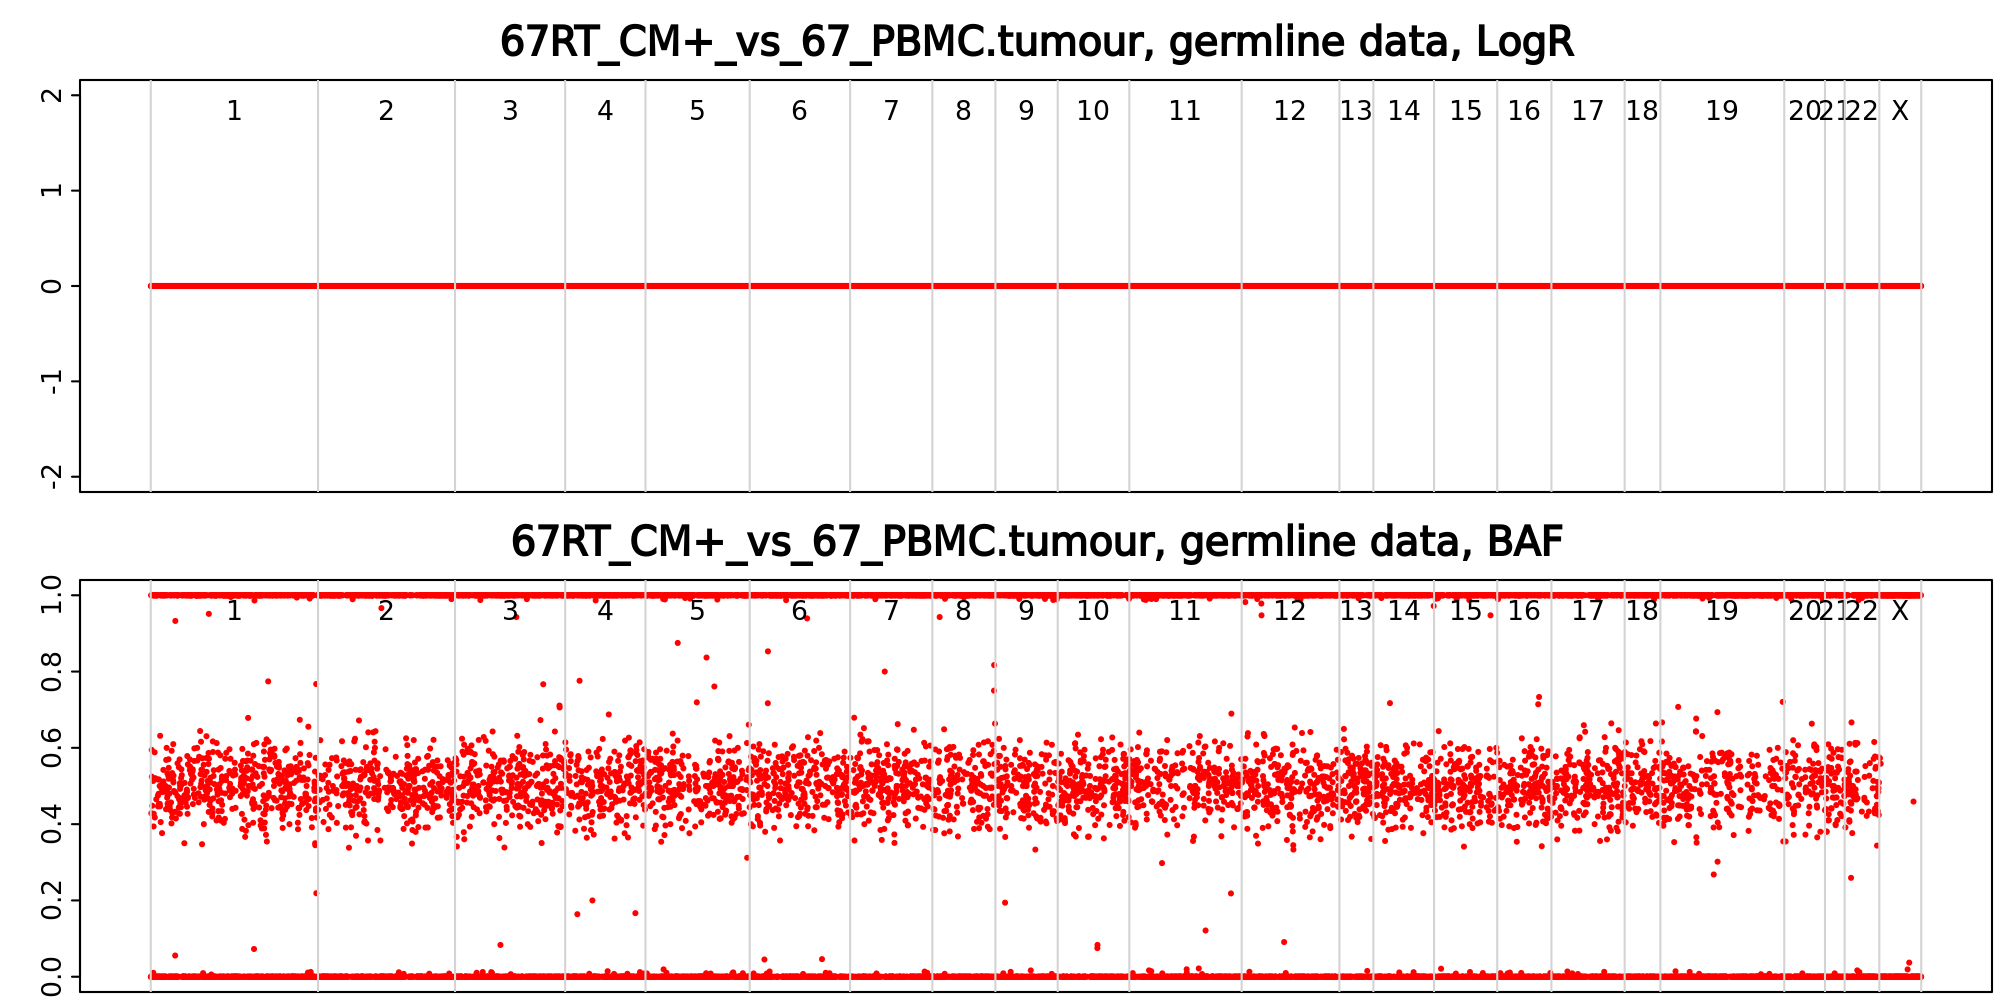 67RT_CM+_vs_67_PBMC.tumour, germline data, LogR
2
1
0
-1
-2
1 2 3 4 5 6 7 8 9 10 11 12 13 14 15 16 17 18 19 20 21 22 X
67RT_CM+_vs_67_PBMC.tumour, germline data, BAF
1.0
0.8
0.6
0.4
0.2
0.0
1 2 3 4 5 6 7 8 9 10 11 12 13 14 15 16 17 18 19 20 21 22 X